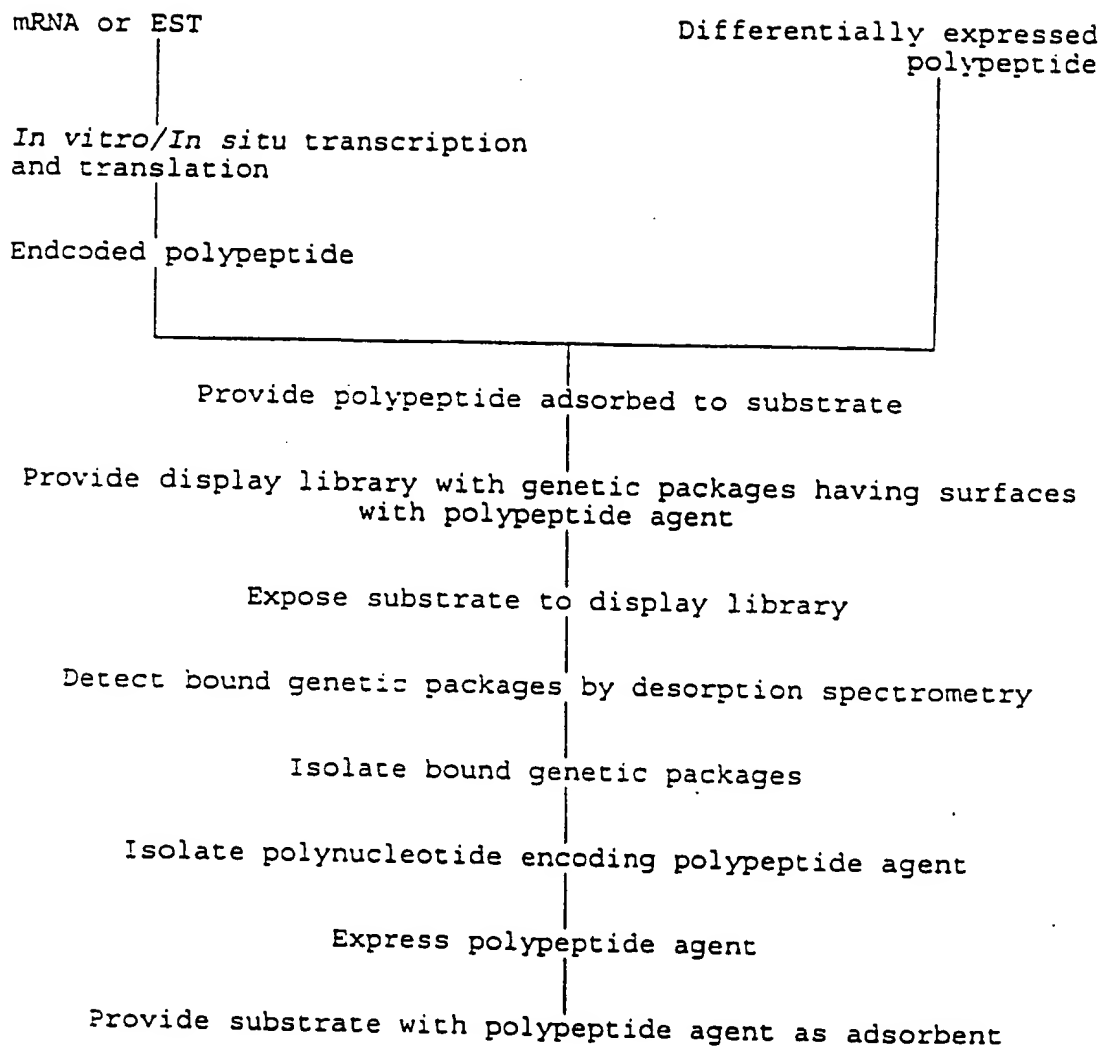 mRNA or EST
Differentially expressed
polypeptide
In vitro/In situ transcription
and translation
Endcoded polypeptide
Provide polypeptide adsorbed to substrate
Provide display library with genetic packages having surfaces
with polypeptide agent
Expose substrate to display library
Detect bound genetic packages by desorption spectrometry
Isolate bound genetic packages
Isolate polynucleotide encoding polypeptide agent
Express polypeptide agent
Provide substrate with polypeptide agent as adsorbent